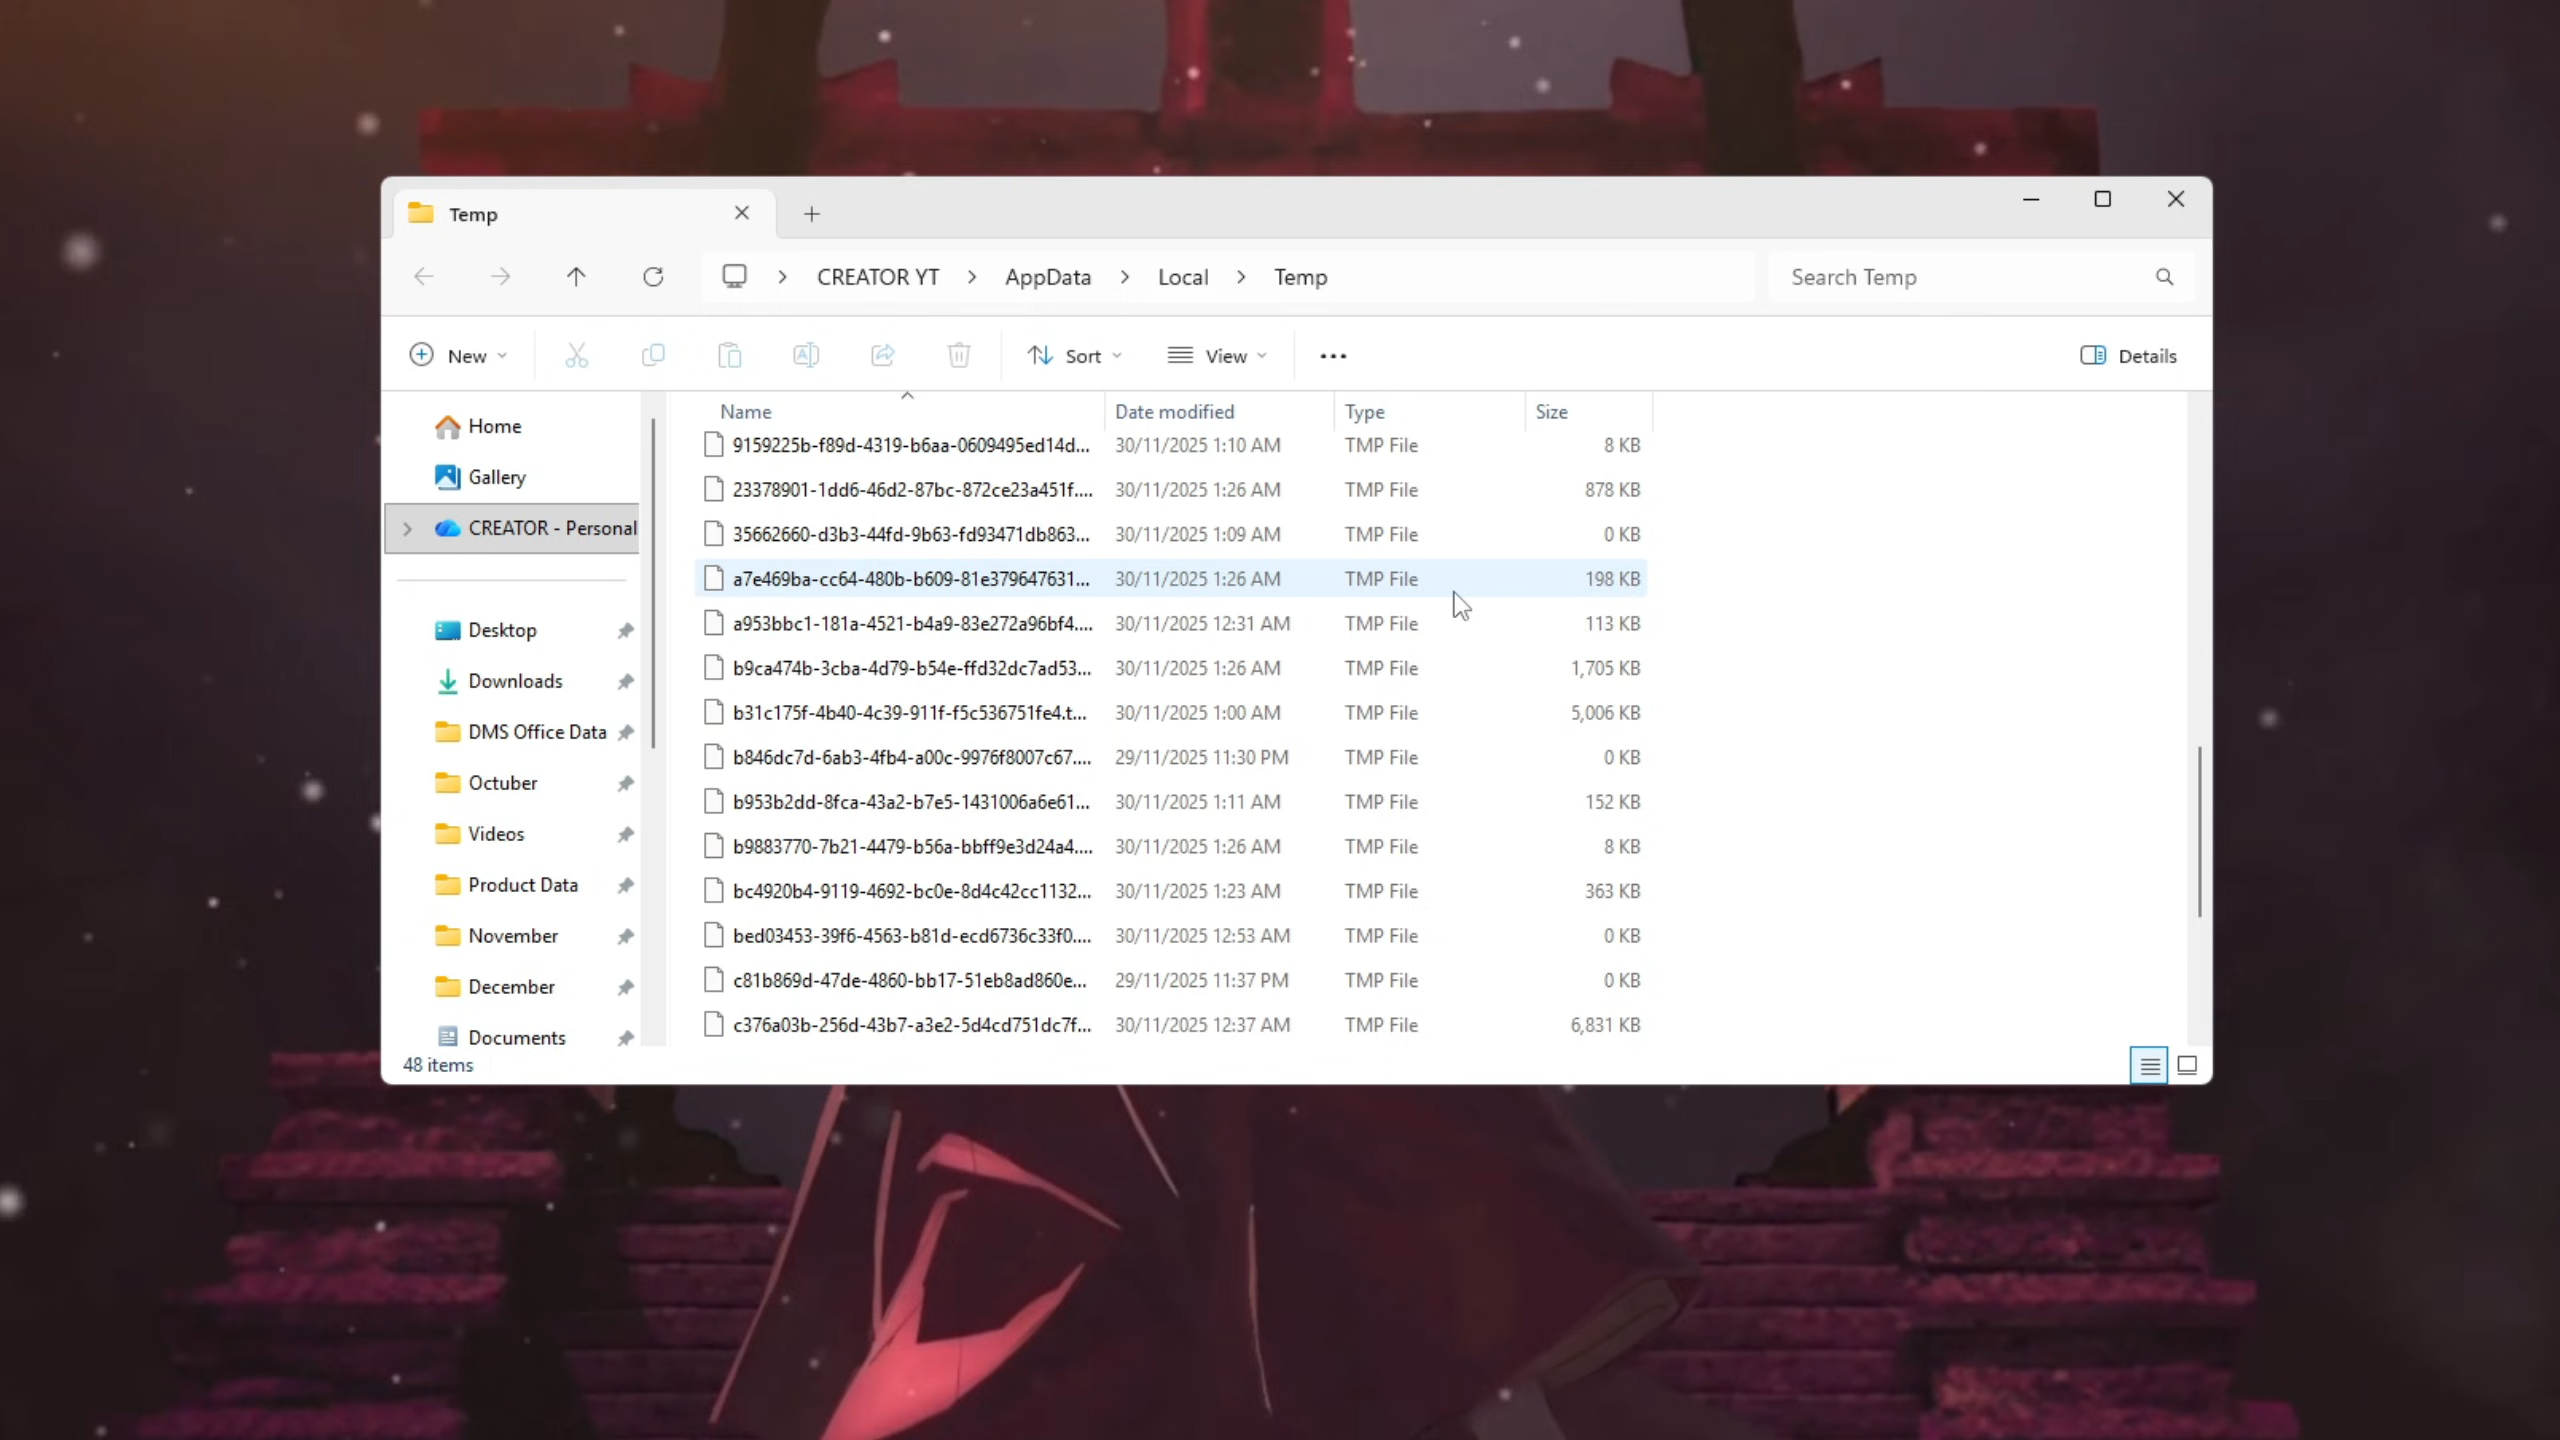 Temp
CREATOR YT > AppData > Local > Temp
Search Temp
New
Sort
View
Details
Home
Gallery
CREATOR - Personal
Desktop
Downloads
DMS Office Data
Octuber
Videos
Product Data
November
December
Documents
Name Date modified Type Size
9159225b-f89d-4319-b6aa-0609495ed14d... 30/11/2025 1:10 AM TMP File 8 KB
23378901-1dd6-46d2-87bc-872ce23a451f.... 30/11/2025 1:26 AM TMP File 878 KB
35662660-d3b3-44fd-9b63-fd93471db863... 30/11/2025 1:09 AM TMP File 0 KB
a7e469ba-cc64-480b-b609-81e379647631... 30/11/2025 1:26 AM TMP File 198 KB
a953bbc1-181a-4521-b4a9-83e272a96bf4.... 30/11/2025 12:31 AM TMP File 113 KB
b9ca474b-3cba-4d79-b54e-ffd32dc7ad53... 30/11/2025 1:26 AM TMP File 1,705 KB
b31c175f-4b40-4c39-911f-f5c536751fe4.t... 30/11/2025 1:00 AM TMP File 5,006 KB
b846dc7d-6ab3-4fb4-a00c-9976f8007c67.... 29/11/2025 11:30 PM TMP File 0 KB
b953b2dd-8fca-43a2-b7e5-1431006a6e61... 30/11/2025 1:11 AM TMP File 152 KB
b9883770-7b21-4479-b56a-bbff9e3d24a4.... 30/11/2025 1:26 AM TMP File 8 KB
bc4920b4-9119-4692-bc0e-8d4c42cc1132... 30/11/2025 1:23 AM TMP File 363 KB
bed03453-39f6-4563-b81d-ecd6736c33f0.... 30/11/2025 12:53 AM TMP File 0 KB
c81b869d-47de-4860-bb17-51eb8ad860e... 29/11/2025 11:37 PM TMP File 0 KB
c376a03b-256d-43b7-a3e2-5d4cd751dc7f... 30/11/2025 12:37 AM TMP File 6,831 KB
48 items